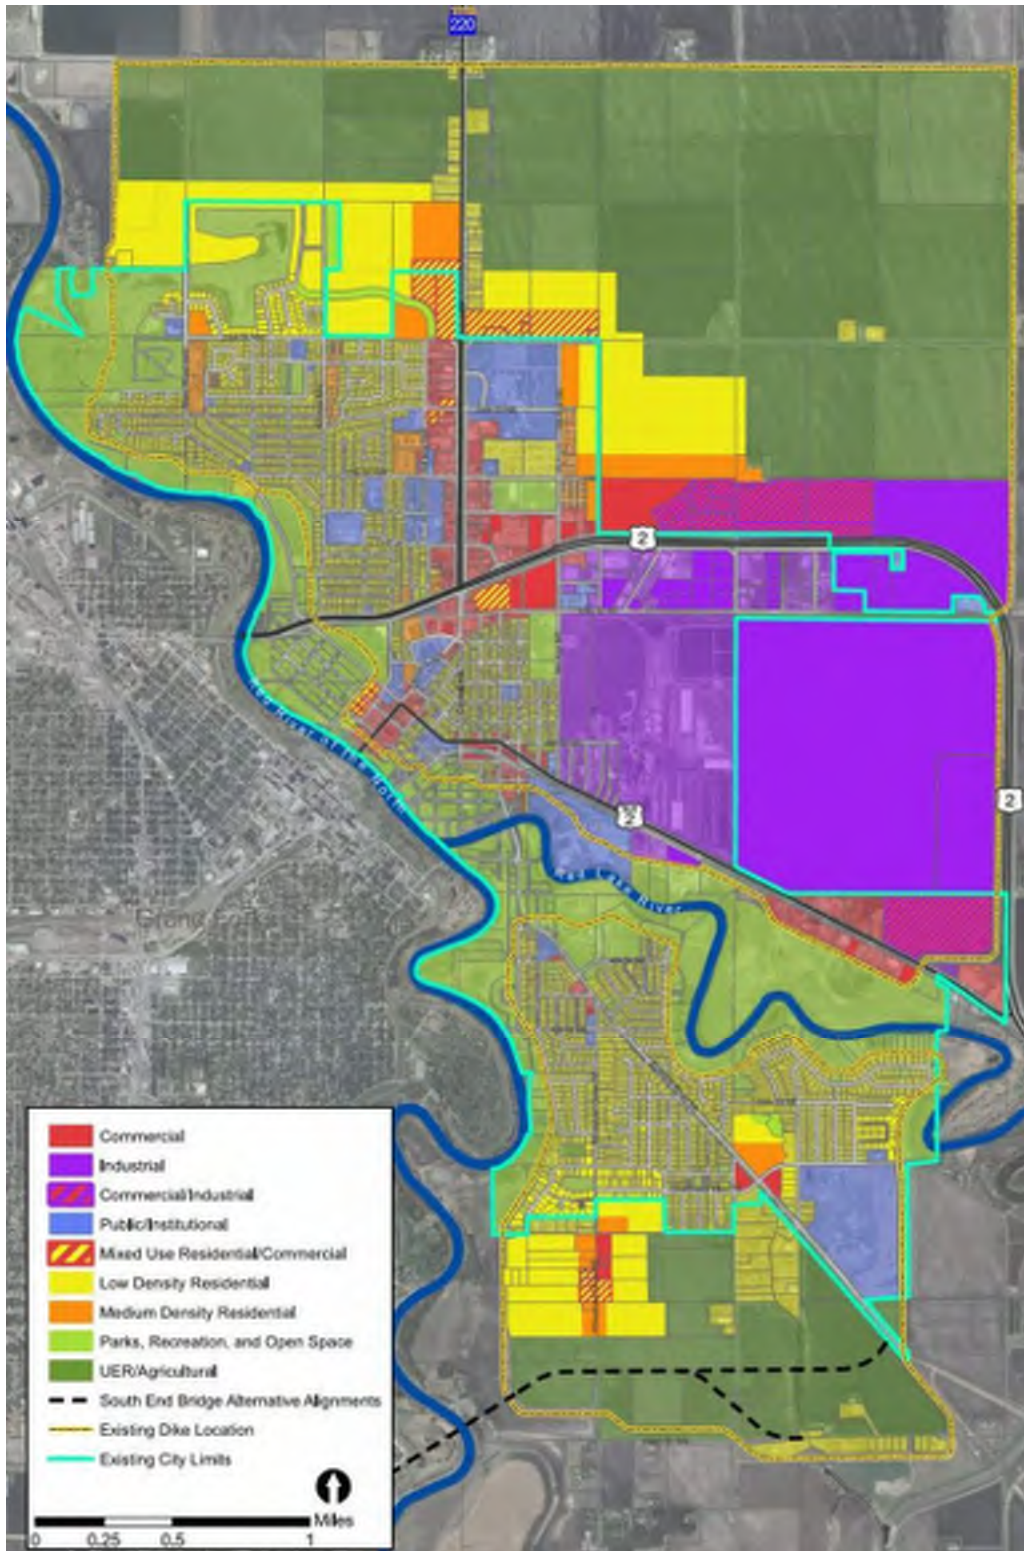 220
2
Red River of the North
2
2
Red Lake River
Grand Forks
Commercial
Industrial
Commercial/Industrial
Public/Institutional
Mixed Use Residential/Commercial
Low Density Residential
Medium Density Residential
Parks, Recreation, and Open Space
UER/Agricultural
South End Bridge Alternative Alignments
Existing Dike Location
Existing City Limits
Miles
0 0.25 0.5 1